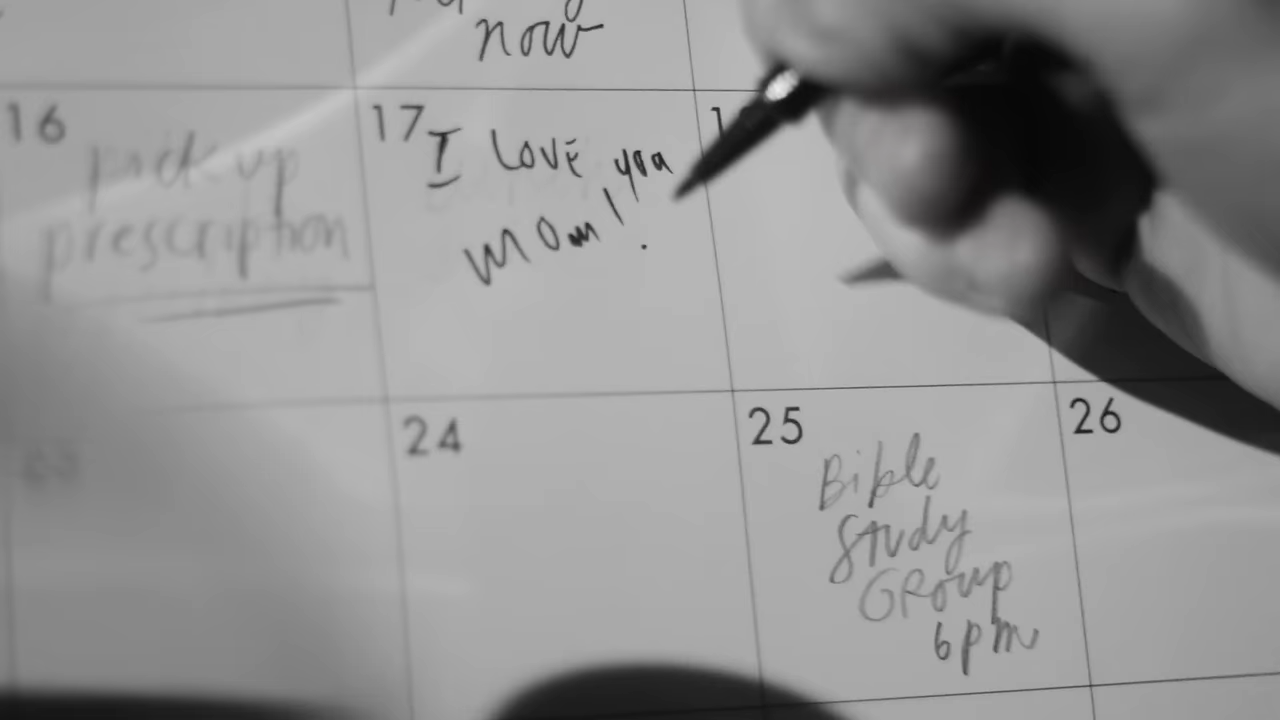 now
16
pick up
prescription
17
I Love you
Mom!
24
25
Bible
Study
Group
6pm
26